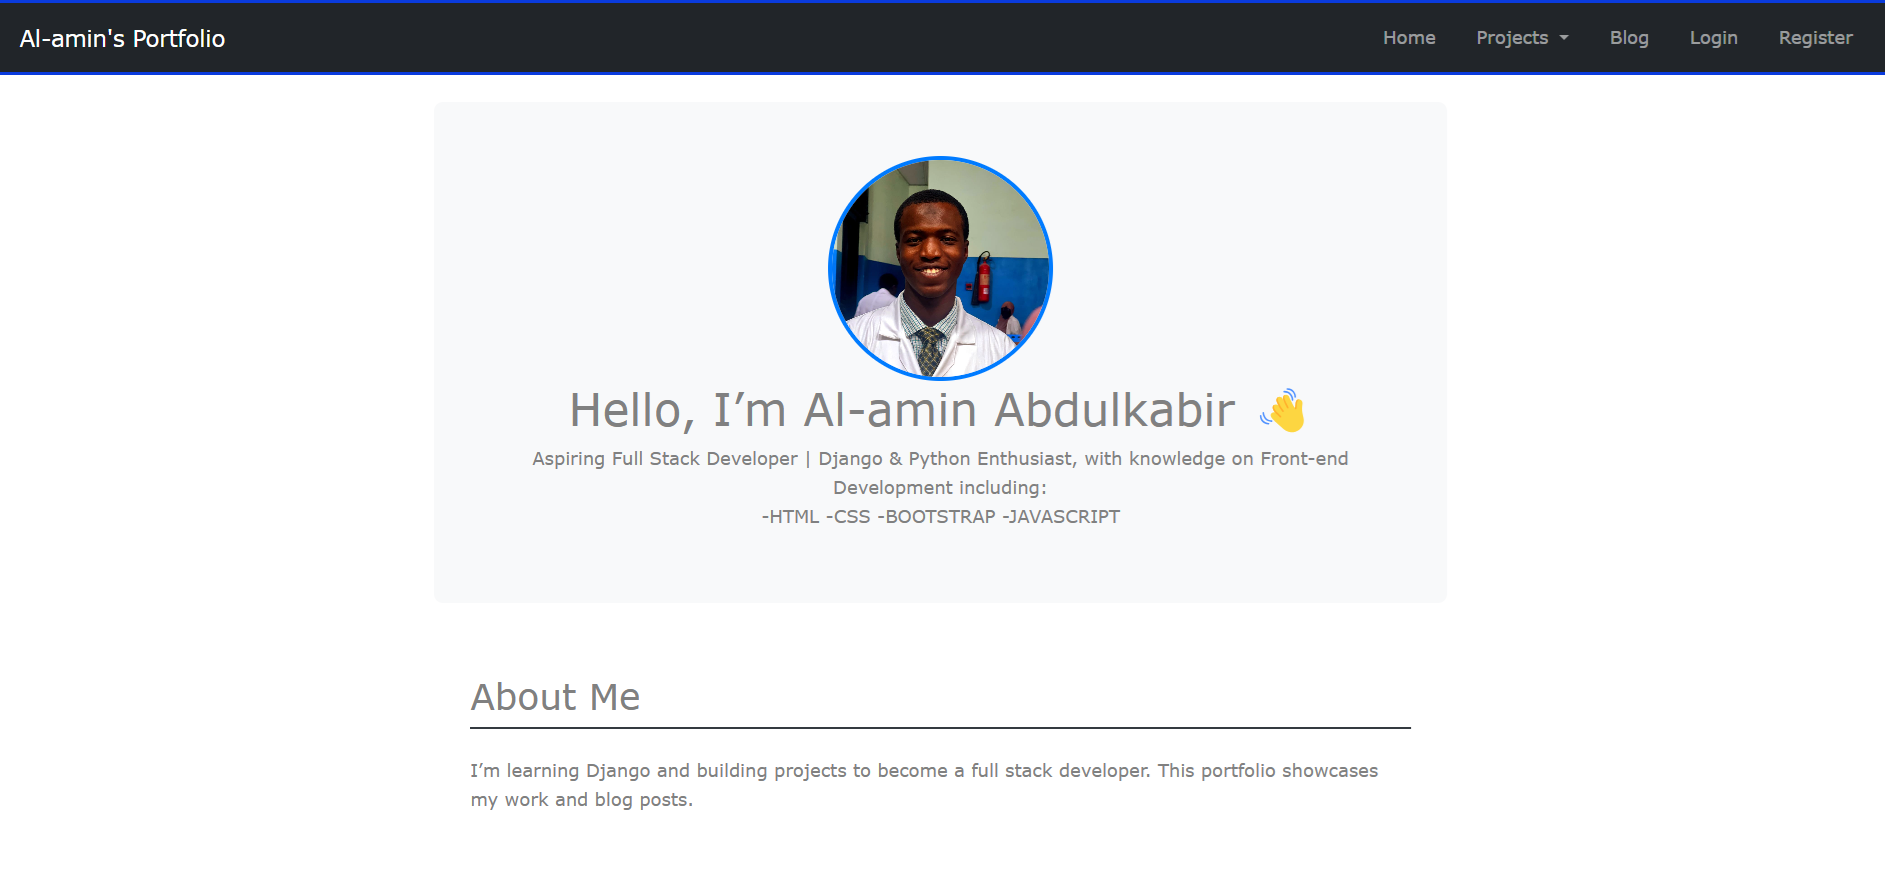 Al-amin's Portfolio
Home Projects Blog Login Register
Hello, I’m Al-amin Abdulkabir 👋
Aspiring Full Stack Developer | Django & Python Enthusiast, with knowledge on Front-end
Development including:
-HTML -CSS -BOOTSTRAP -JAVASCRIPT
About Me
I’m learning Django and building projects to become a full stack developer. This portfolio showcases
my work and blog posts.